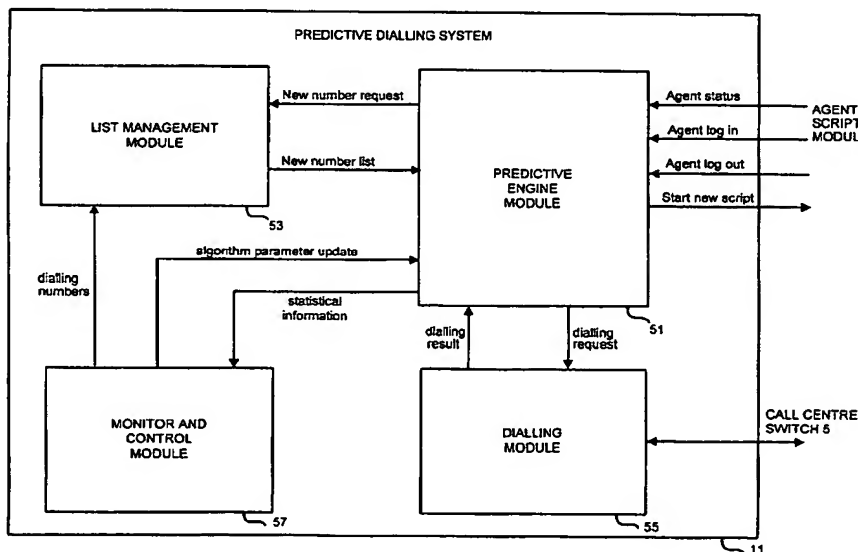 PREDICTIVE DIALLING SYSTEM
LIST MANAGEMENT
MODULE
53
New number request
New number list
PREDICTIVE
ENGINE
MODULE
51
Agent status
Agent log in
Agent log out
Start new script
AGENT
SCRIPT
MODUL
dialling
numbers
algorithm parameter update
statistical
information
dialling
result
dialling
request
MONITOR AND
CONTROL
MODULE
57
DIALLING
MODULE
55
CALL CENTRE
SWITCH 5
11